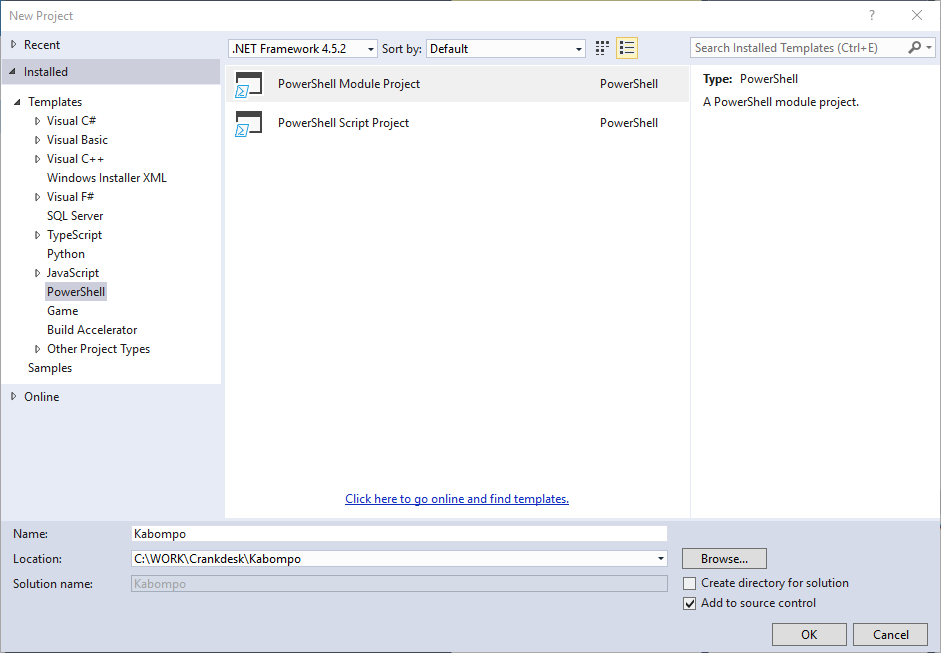 New Project
Recent
.NET Framework 4.5.2 Sort by: Default
Search Installed Templates (Ctrl+E)
Installed
Templates
Visual C#
Visual Basic
Visual C++
Windows Installer XML
Visual F#
SQL Server
TypeScript
Python
JavaScript
PowerShell
Game
Build Accelerator
Other Project Types
Samples
Online
PowerShell Module Project PowerShell
PowerShell Script Project PowerShell
Click here to go online and find templates.
Type: PowerShell
A PowerShell module project.
Name: Kabompo
Location: C:\WORK\Crankdesk\Kabompo Browse...
Solution name: Kabompo
Create directory for solution
Add to source control
OK Cancel